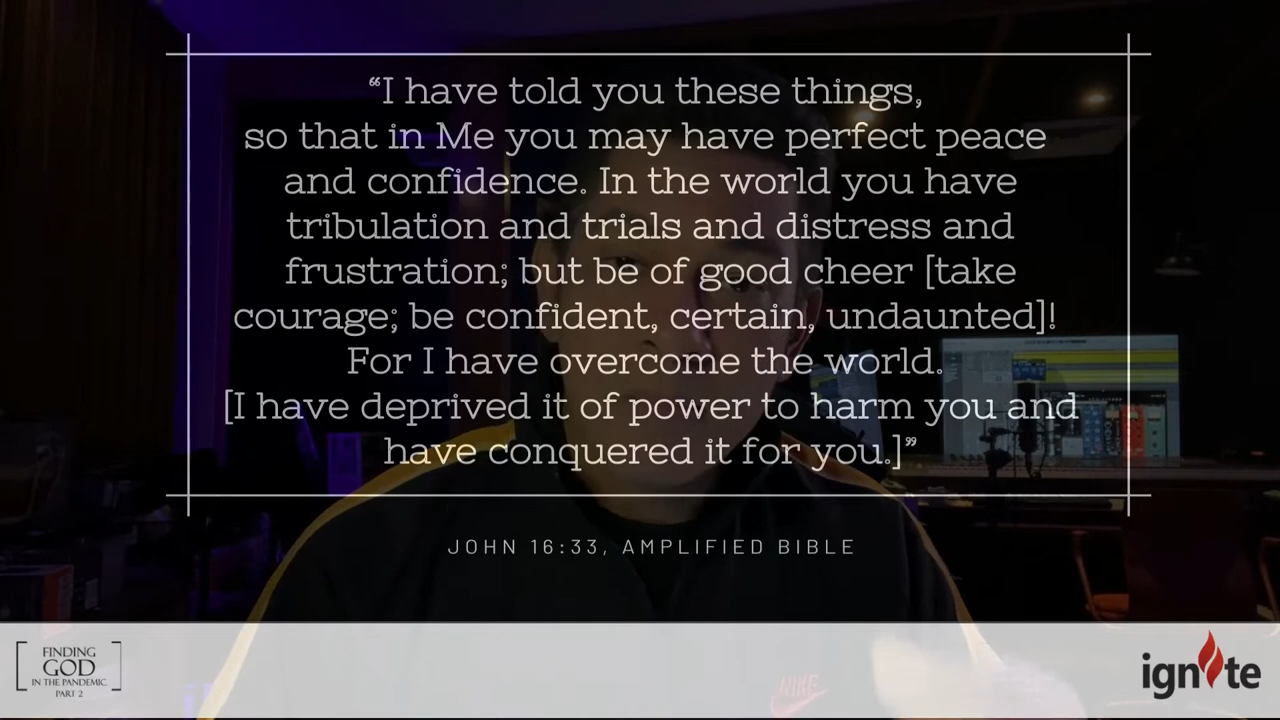 “I have told you these things,
so that in Me you may have perfect peace
and confidence. In the world you have
tribulation and trials and distress and
frustration; but be of good cheer [take
courage; be confident, certain, undaunted]!
For I have overcome the world.
[I have deprived it of power to harm you and
have conquered it for you.]”
JOHN 16:33, AMPLIFIED BIBLE
FINDING
GOD
IN THE PANDEMIC
PART 2
NIKE
ignite